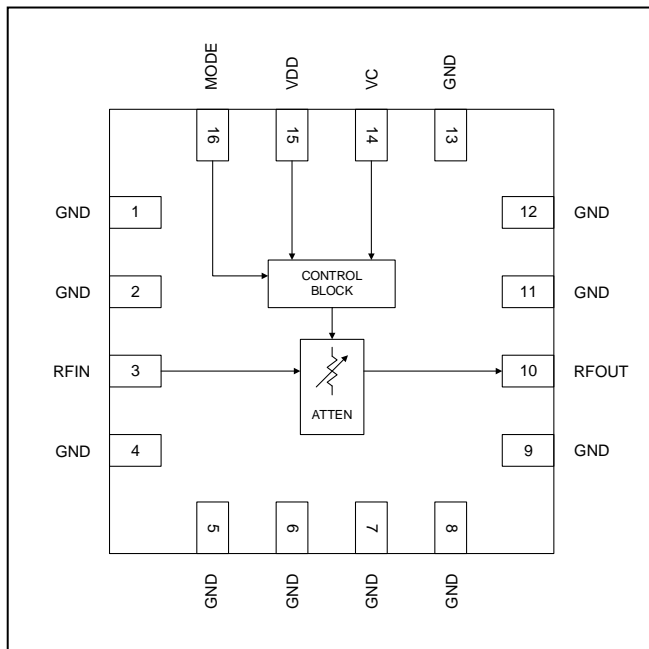 MODE
VDD
VC
GND
16
15
14
13
GND
1
12
GND
GND
2
CONTROL
BLOCK
11
GND
RFIN
3
10
RFOUT
ATTEN
GND
4
9
GND
5
6
7
8
GND
GND
GND
GND